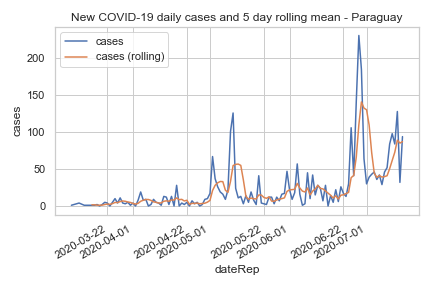 New COVID-19 daily cases and 5 day rolling mean - Paraguay
cases
cases (rolling)
200
150
100
50
0
cases
2020-03-22
2020-04-01
2020-04-22
2020-05-01
2020-05-22
2020-06-01
2020-06-22
2020-07-01
dateRep